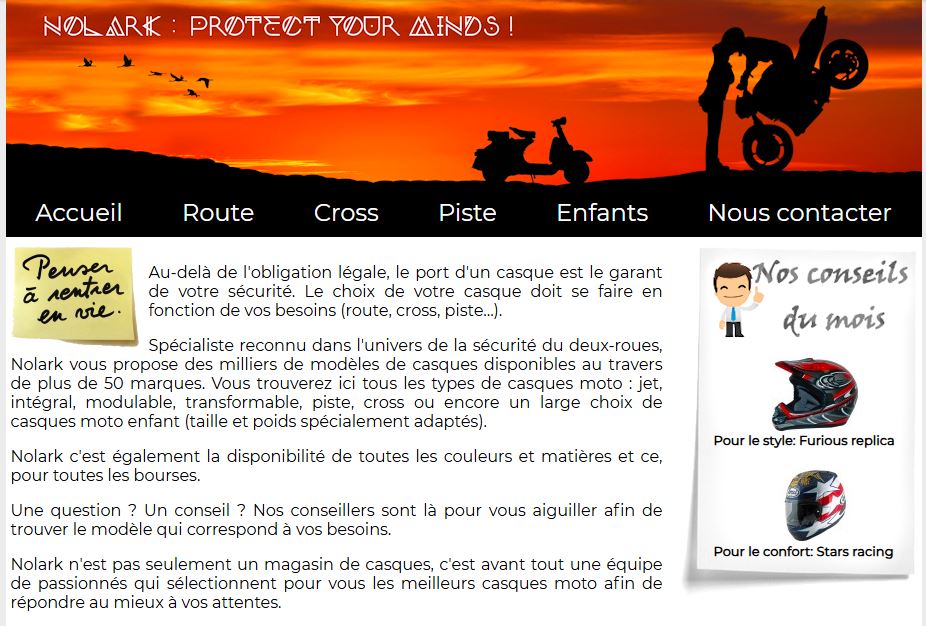 NOLARK : PROTECT YOUR MINDS !
Accueil Route Cross Piste Enfants Nous contacter
Penser
à rentrer
en vie.
Au-delà de l'obligation légale, le port d'un casque est le garant
de votre sécurité. Le choix de votre casque doit se faire en
fonction de vos besoins (route, cross, piste...).
Spécialiste reconnu dans l'univers de la sécurité du deux-roues,
Nolark vous propose des milliers de modèles de casques disponibles au travers
de plus de 50 marques. Vous trouverez ici tous les types de casques moto : jet,
intégral, modulable, transformable, piste, cross ou encore un large choix de
casques moto enfant (taille et poids spécialement adaptés).
Nolark c'est également la disponibilité de toutes les couleurs et matières et ce,
pour toutes les bourses.
Une question ? Un conseil ? Nos conseillers sont là pour vous aiguiller afin de
trouver le modèle qui correspond à vos besoins.
Nolark n'est pas seulement un magasin de casques, c'est avant tout une équipe
de passionnés qui sélectionnent pour vous les meilleurs casques moto afin de
répondre au mieux à vos attentes.
Nos conseils
du mois
Pour le style: Furious replica
Pour le confort: Stars racing